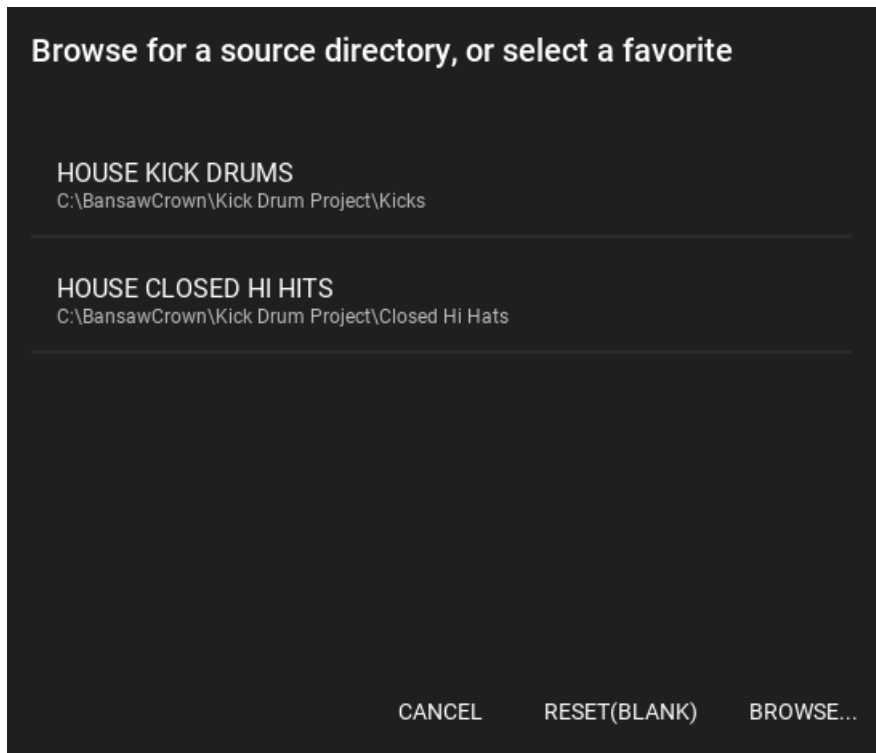 Browse for a source directory, or select a favorite
HOUSE KICK DRUMS
C:\BansawCrown\Kick Drum Project\Kicks
HOUSE CLOSED HI HITS
C:\BansawCrown\Kick Drum Project\Closed Hi Hats
CANCEL RESET(BLANK) BROWSE...